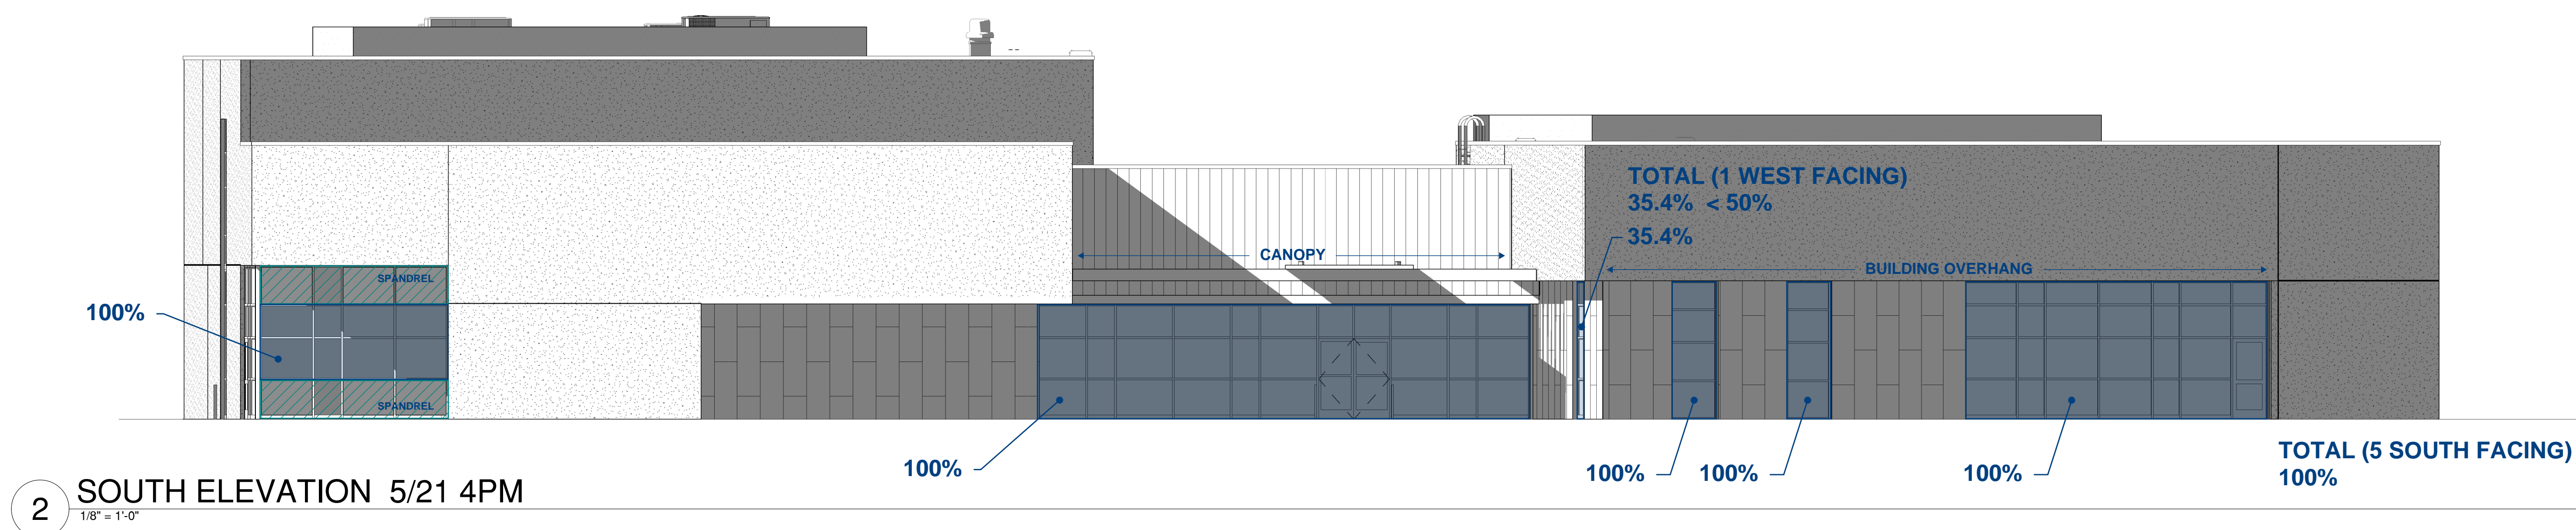 TOTAL (1 WEST FACING)
35.4% < 50%
35.4%
CANOPY
BUILDING OVERHANG
SPANDREL
100%
SPANDREL
100%
100%
100%
100%
TOTAL (5 SOUTH FACING)
100%
2
SOUTH ELEVATION 5/21 4PM
1/8" = 1'-0"